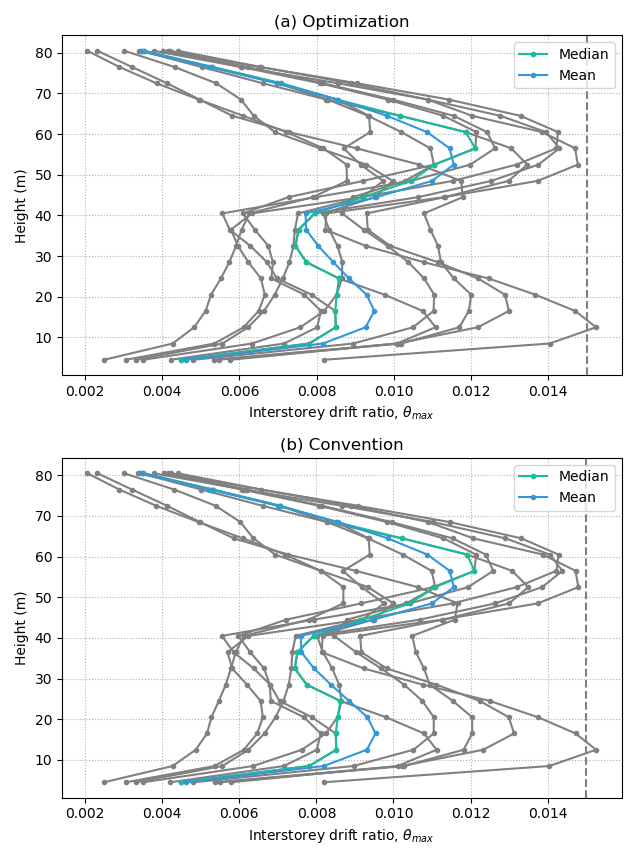 (a) Optimization
Median
Mean
80
70
60
50
40
30
20
10
Height (m)
0.002 0.004 0.006 0.008 0.010 0.012 0.014
Interstorey drift ratio, θmax
(b) Convention
Median
Mean
80
70
60
50
40
30
20
10
Height (m)
0.002 0.004 0.006 0.008 0.010 0.012 0.014
Interstorey drift ratio, θmax